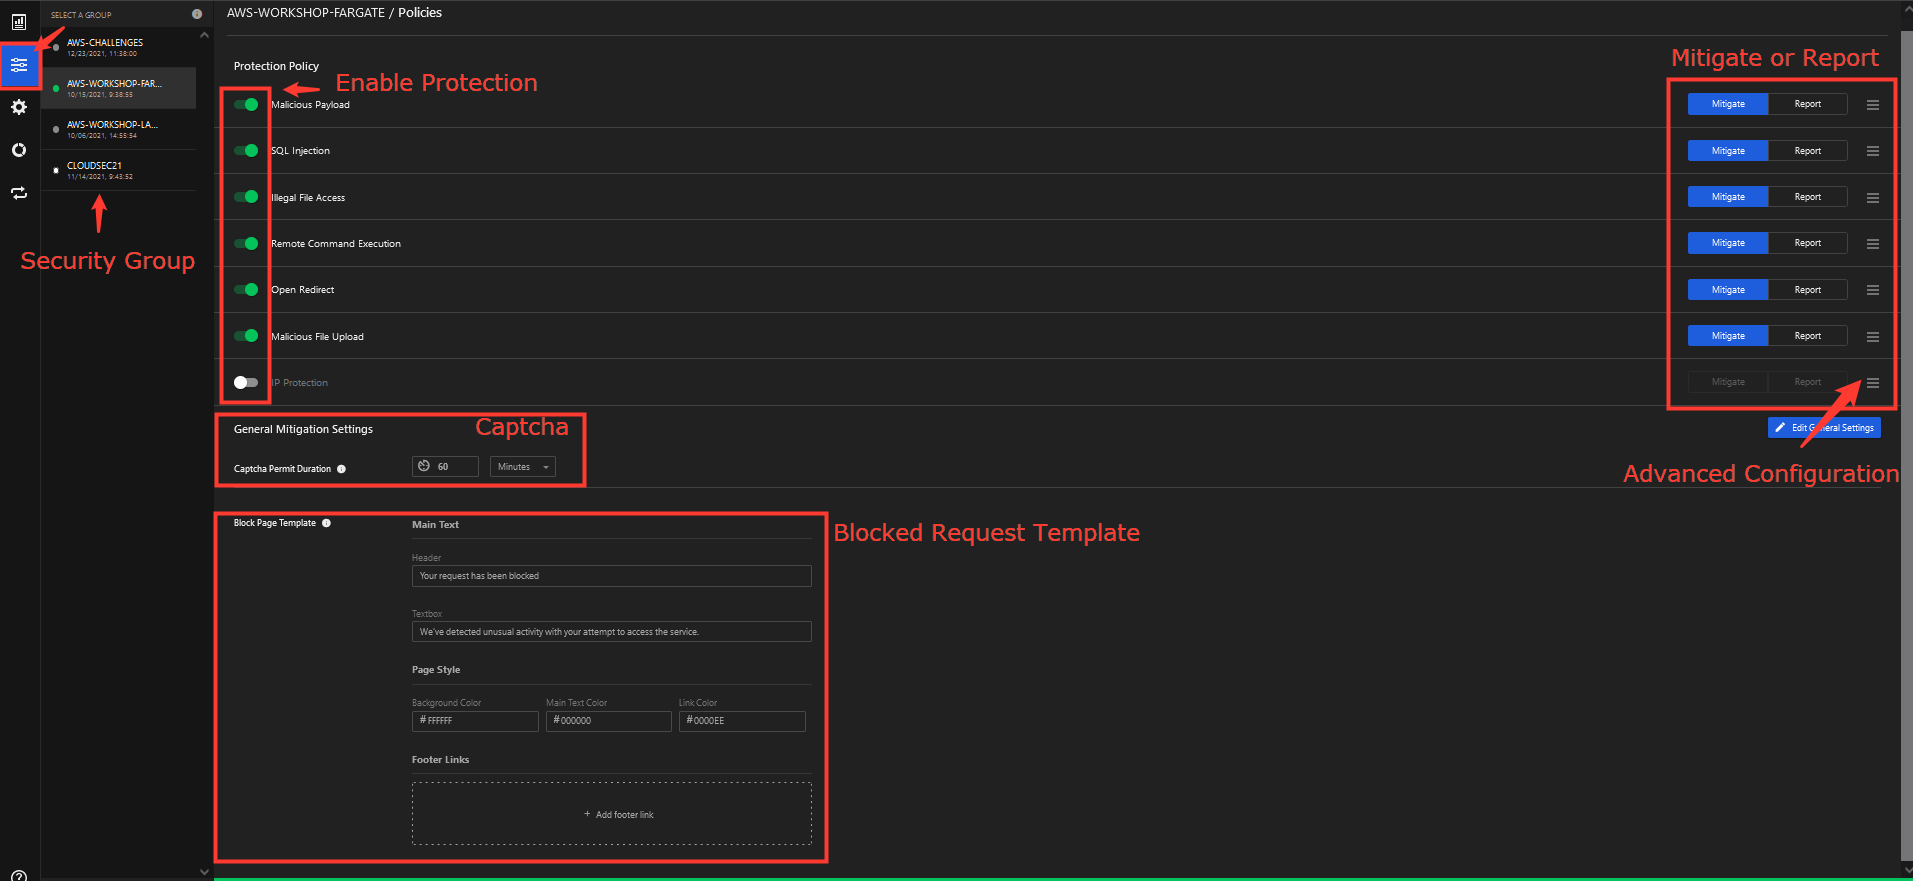 SELECT A GROUP
AWS-CHALLENGES
12/23/2021, 11:38:00
AWS-WORKSHOP-FAR...
10/15/2021, 9:38:55
AWS-WORKSHOP-LA...
10/06/2021, 14:55:54
CLOUDSEC21
11/14/2021, 9:43:52
Security Group
AWS-WORKSHOP-FARGATE / Policies
Protection Policy
Enable Protection
Mitigate or Report
Malicious Payload
Mitigate Report
SQL Injection
Mitigate Report
Illegal File Access
Mitigate Report
Remote Command Execution
Mitigate Report
Open Redirect
Mitigate Report
Malicious File Upload
Mitigate Report
IP Protection
Mitigate Report
General Mitigation Settings
Captcha
Edit General Settings
Captcha Permit Duration
60 Minutes
Advanced Configuration
Block Page Template
Main Text
Blocked Request Template
Header
Your request has been blocked
Textbox
We've detected unusual activity with your attempt to access the service.
Page Style
Background Color Main Text Color Link Color
# FFFFFF # 000000 # 0000EE
Footer Links
+ Add footer link